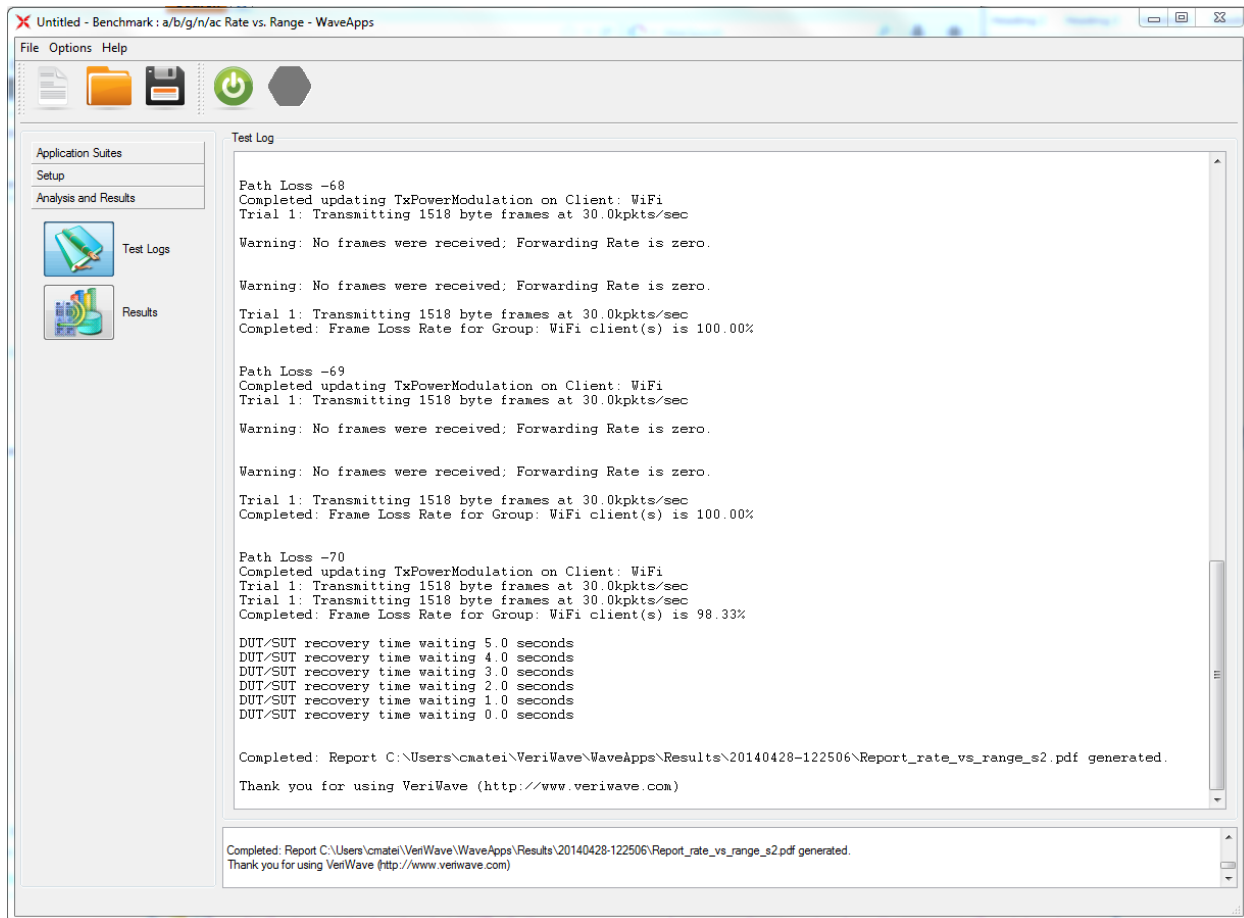 Untitled - Benchmark : a/b/g/n/ac Rate vs. Range - WaveApps
File Options Help
Application Suites
Setup
Analysis and Results
Test Logs
Results
Test Log
Path Loss -68
Completed updating TxPowerModulation on Client: WiFi
Trial 1: Transmitting 1518 byte frames at 30.0kpkts/sec
Warning: No frames were received; Forwarding Rate is zero.
Warning: No frames were received; Forwarding Rate is zero.
Trial 1: Transmitting 1518 byte frames at 30.0kpkts/sec
Completed: Frame Loss Rate for Group: WiFi client(s) is 100.00%
Path Loss -69
Completed updating TxPowerModulation on Client: WiFi
Trial 1: Transmitting 1518 byte frames at 30.0kpkts/sec
Warning: No frames were received; Forwarding Rate is zero.
Warning: No frames were received; Forwarding Rate is zero.
Trial 1: Transmitting 1518 byte frames at 30.0kpkts/sec
Completed: Frame Loss Rate for Group: WiFi client(s) is 100.00%
Path Loss -70
Completed updating TxPowerModulation on Client: WiFi
Trial 1: Transmitting 1518 byte frames at 30.0kpkts/sec
Trial 1: Transmitting 1518 byte frames at 30.0kpkts/sec
Completed: Frame Loss Rate for Group: WiFi client(s) is 98.33%
DUT/SUT recovery time waiting 5.0 seconds
DUT/SUT recovery time waiting 4.0 seconds
DUT/SUT recovery time waiting 3.0 seconds
DUT/SUT recovery time waiting 2.0 seconds
DUT/SUT recovery time waiting 1.0 seconds
DUT/SUT recovery time waiting 0.0 seconds
Completed: Report C:\Users\cmatei\VeriWave\WaveApps\Results\20140428-122506\Report_rate_vs_range_s2.pdf generated.
Thank you for using VeriWave (http://www.veriwave.com)
Completed: Report C:\Users\cmatei\VeriWave\WaveApps\Results\20140428-122506\Report_rate_vs_range_s2.pdf generated.
Thank you for using VeriWave (http://www.veriwave.com)